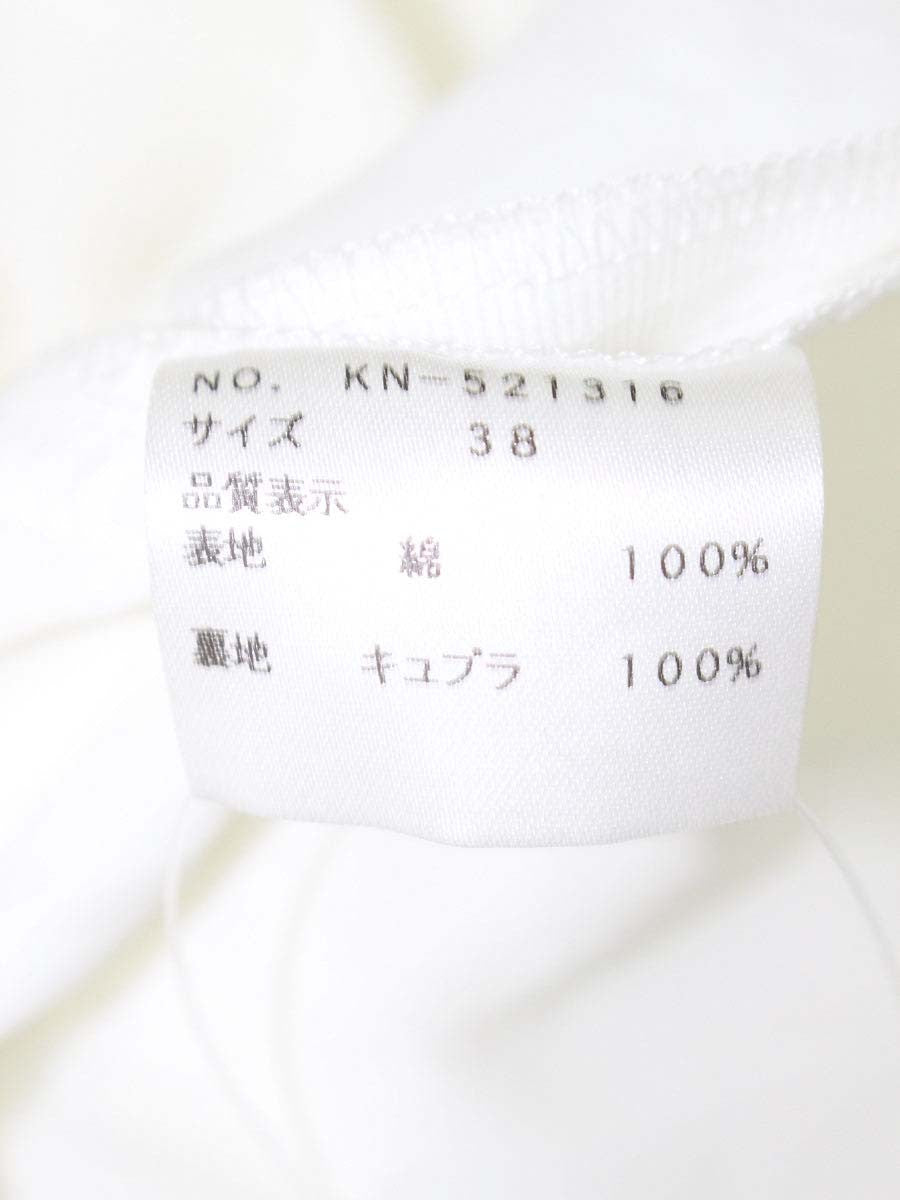 NO. KN-521316
サイズ 38
品質表示
表地 綿 100%
裏地 キュプラ 100%